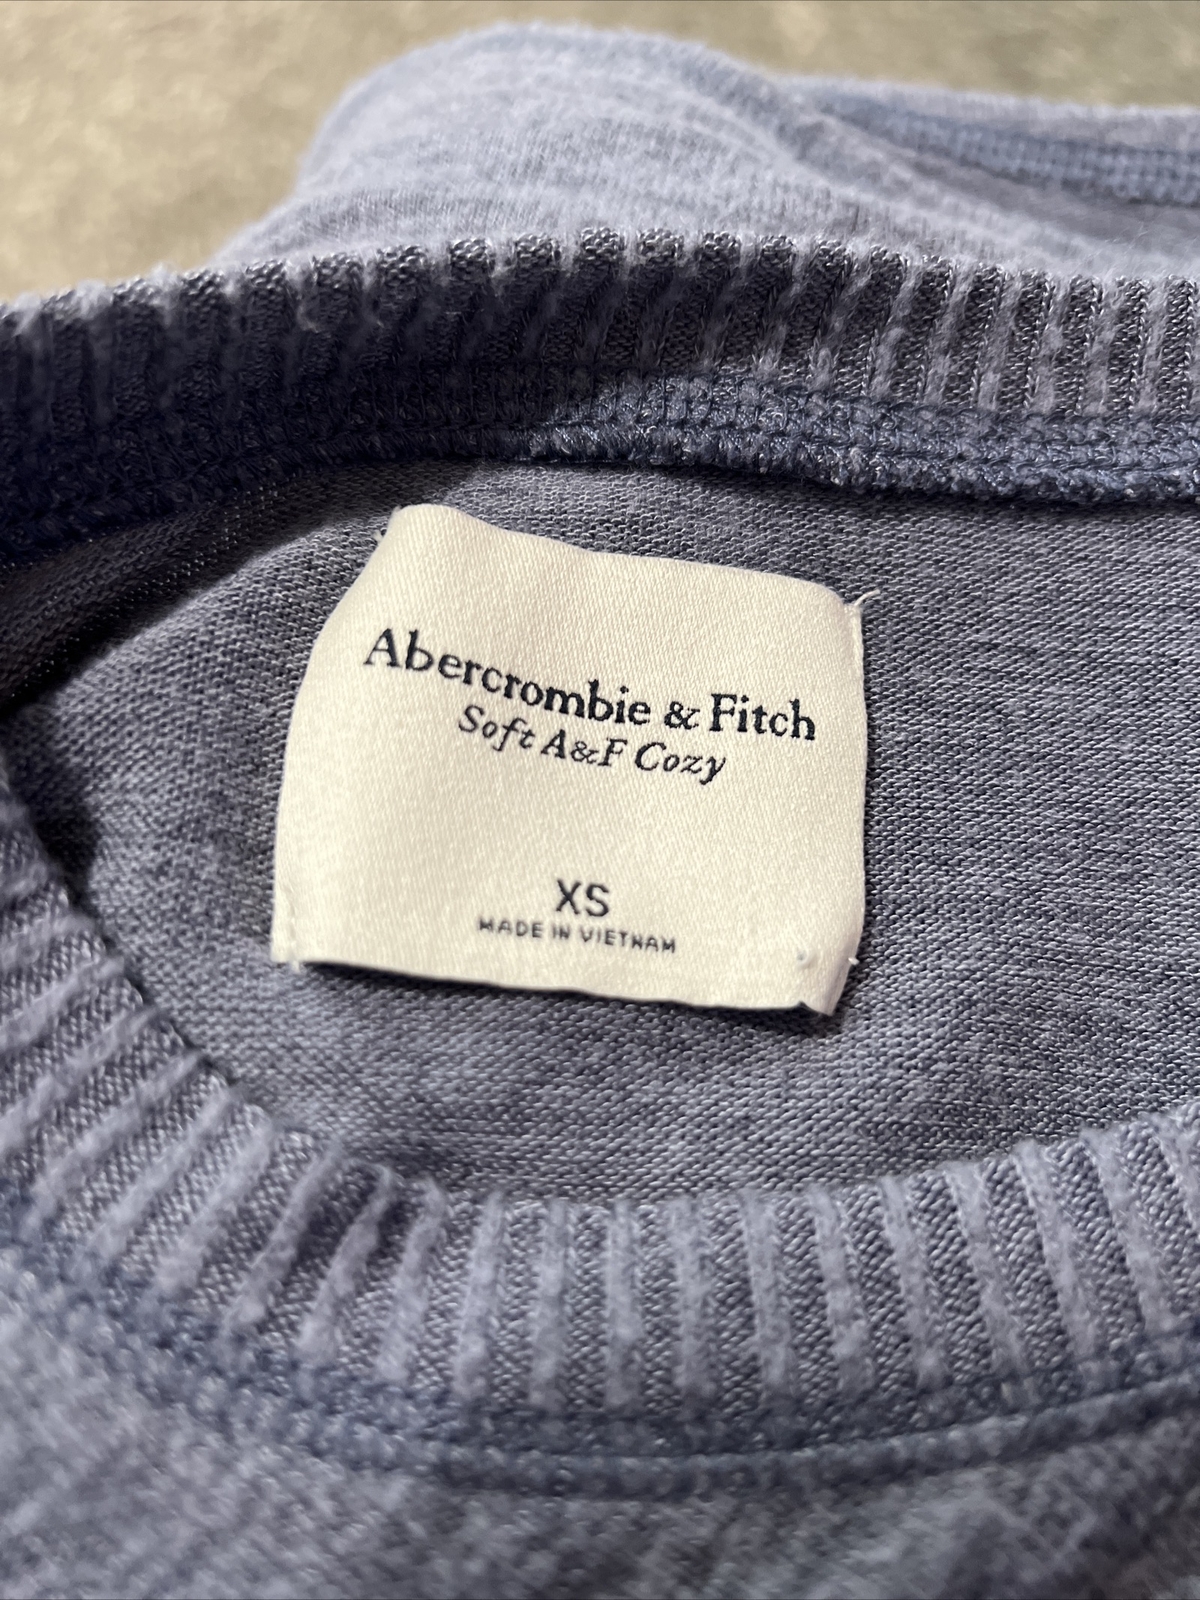 Abercrombie & Fitch
Soft A&F Cozy
XS
MADE IN VIETNAM